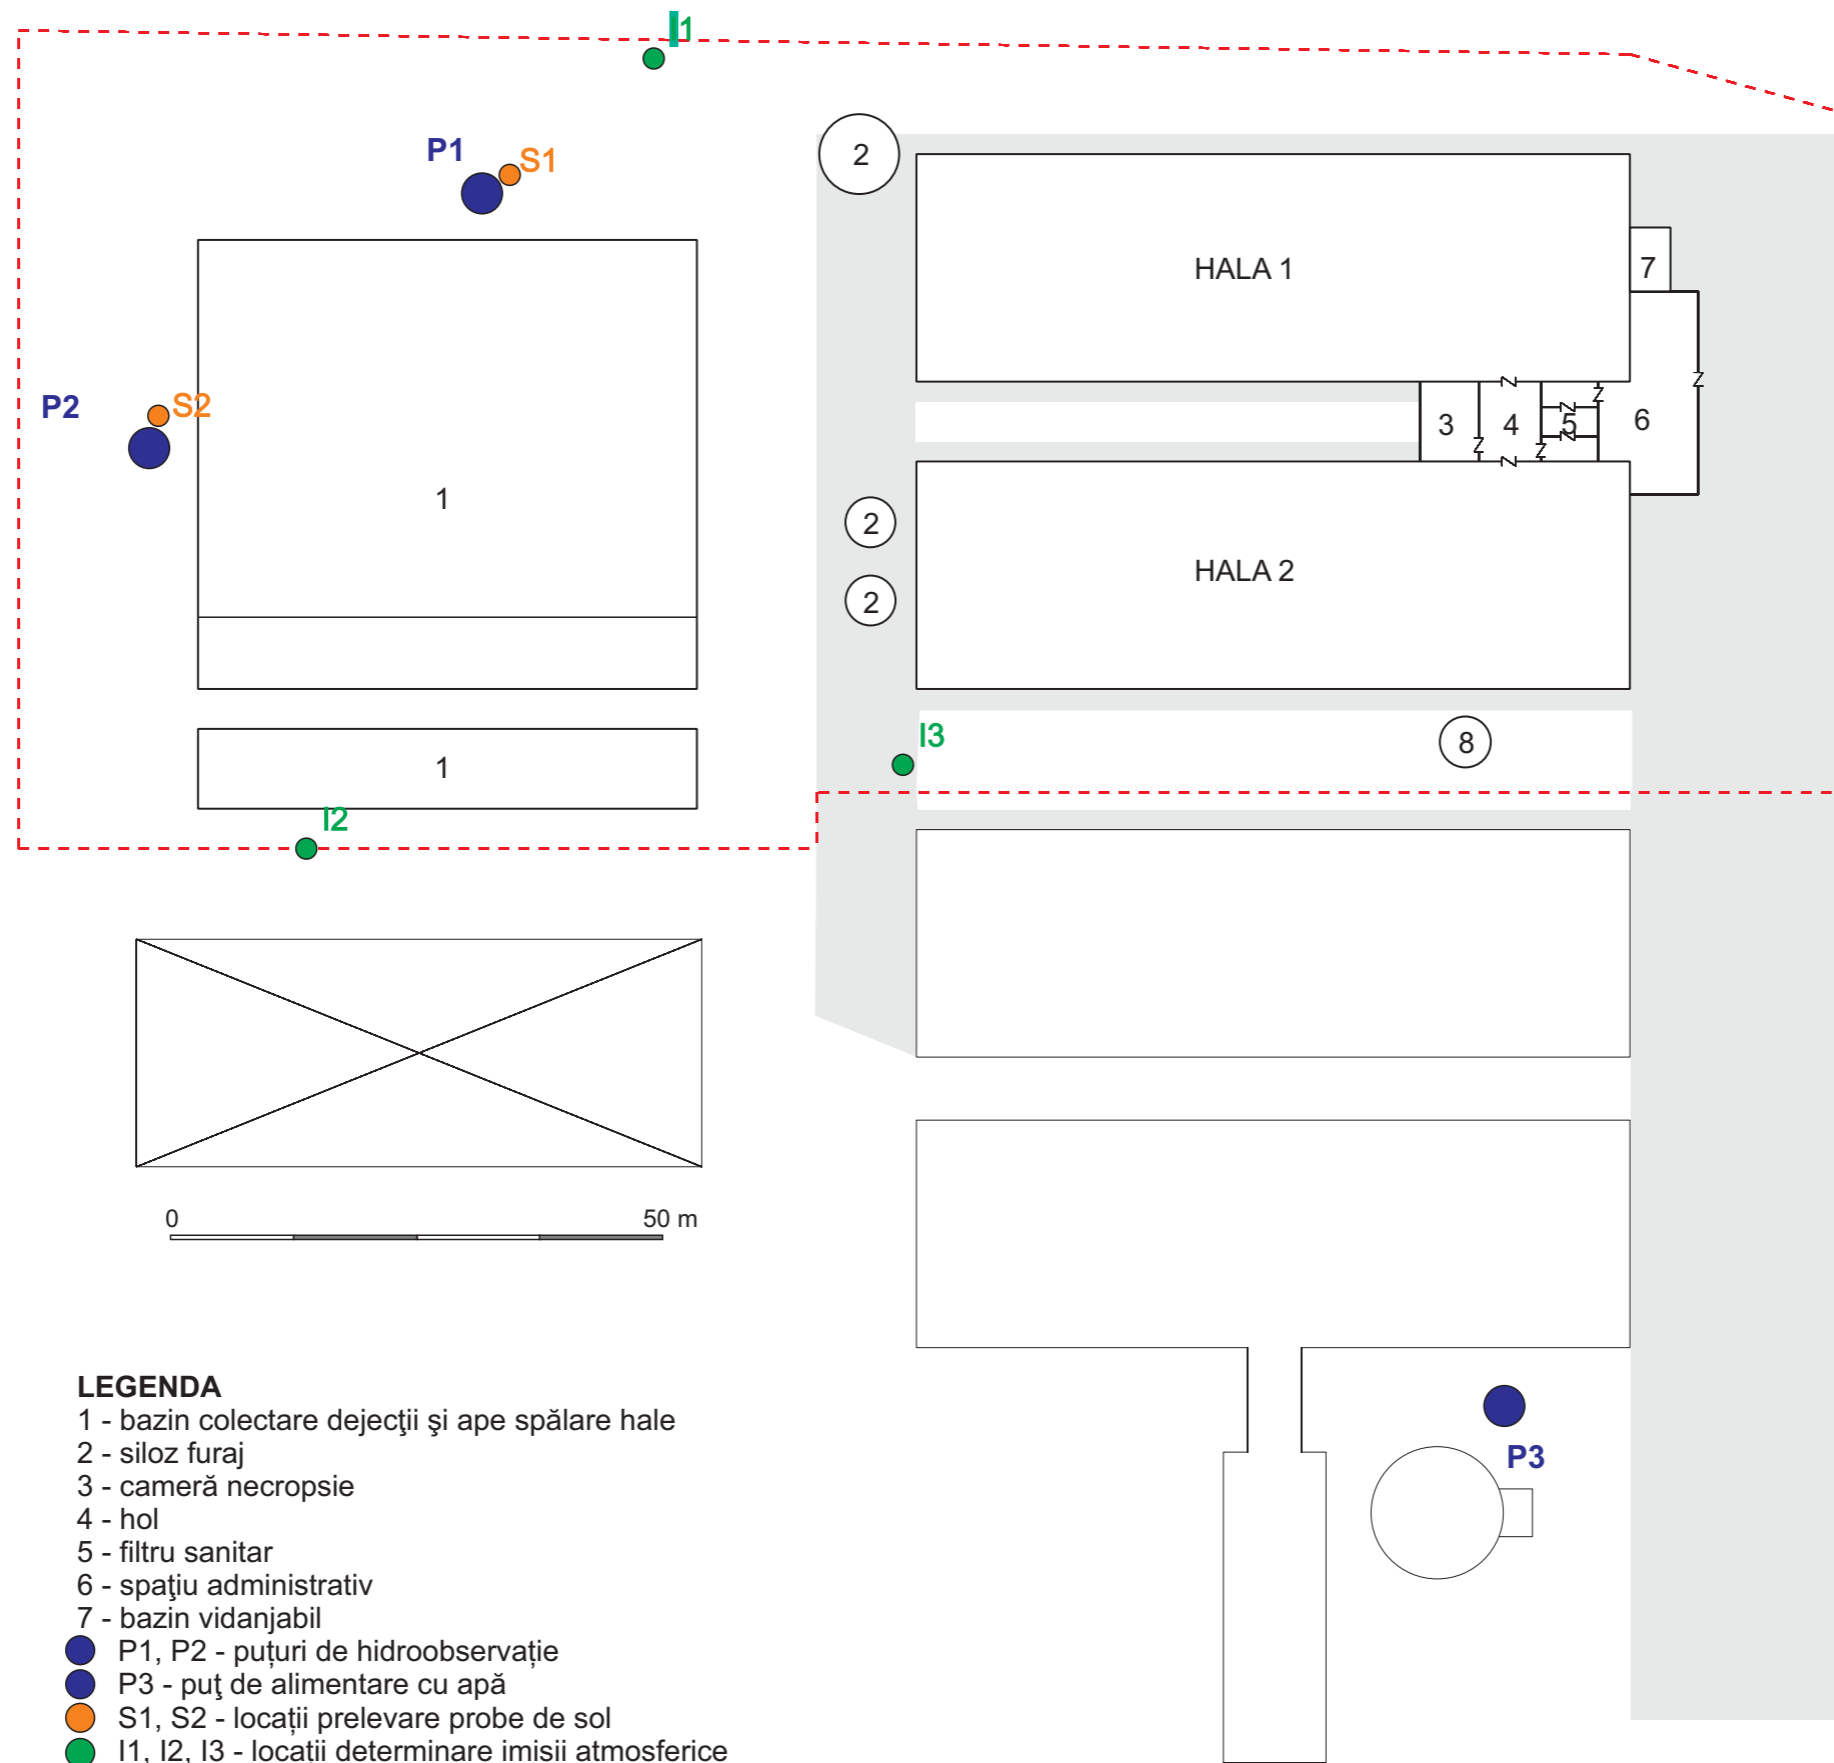 I1
P1
S1
2
HALA 1
7
P2
S2
3
4
5
6
1
2
HALA 2
2
I3
8
1
I2
0
50 m
LEGENDA
1 - bazin colectare dejecţii şi ape spălare hale
2 - siloz furaj
3 - cameră necropsie
4 - hol
5 - filtru sanitar
6 - spaţiu administrativ
7 - bazin vidanjabil
P1, P2 - puțuri de hidroobservație
P3 - puţ de alimentare cu apă
S1, S2 - locații prelevare probe de sol
I1, I2, I3 - locații determinare imisii atmosferice
P3